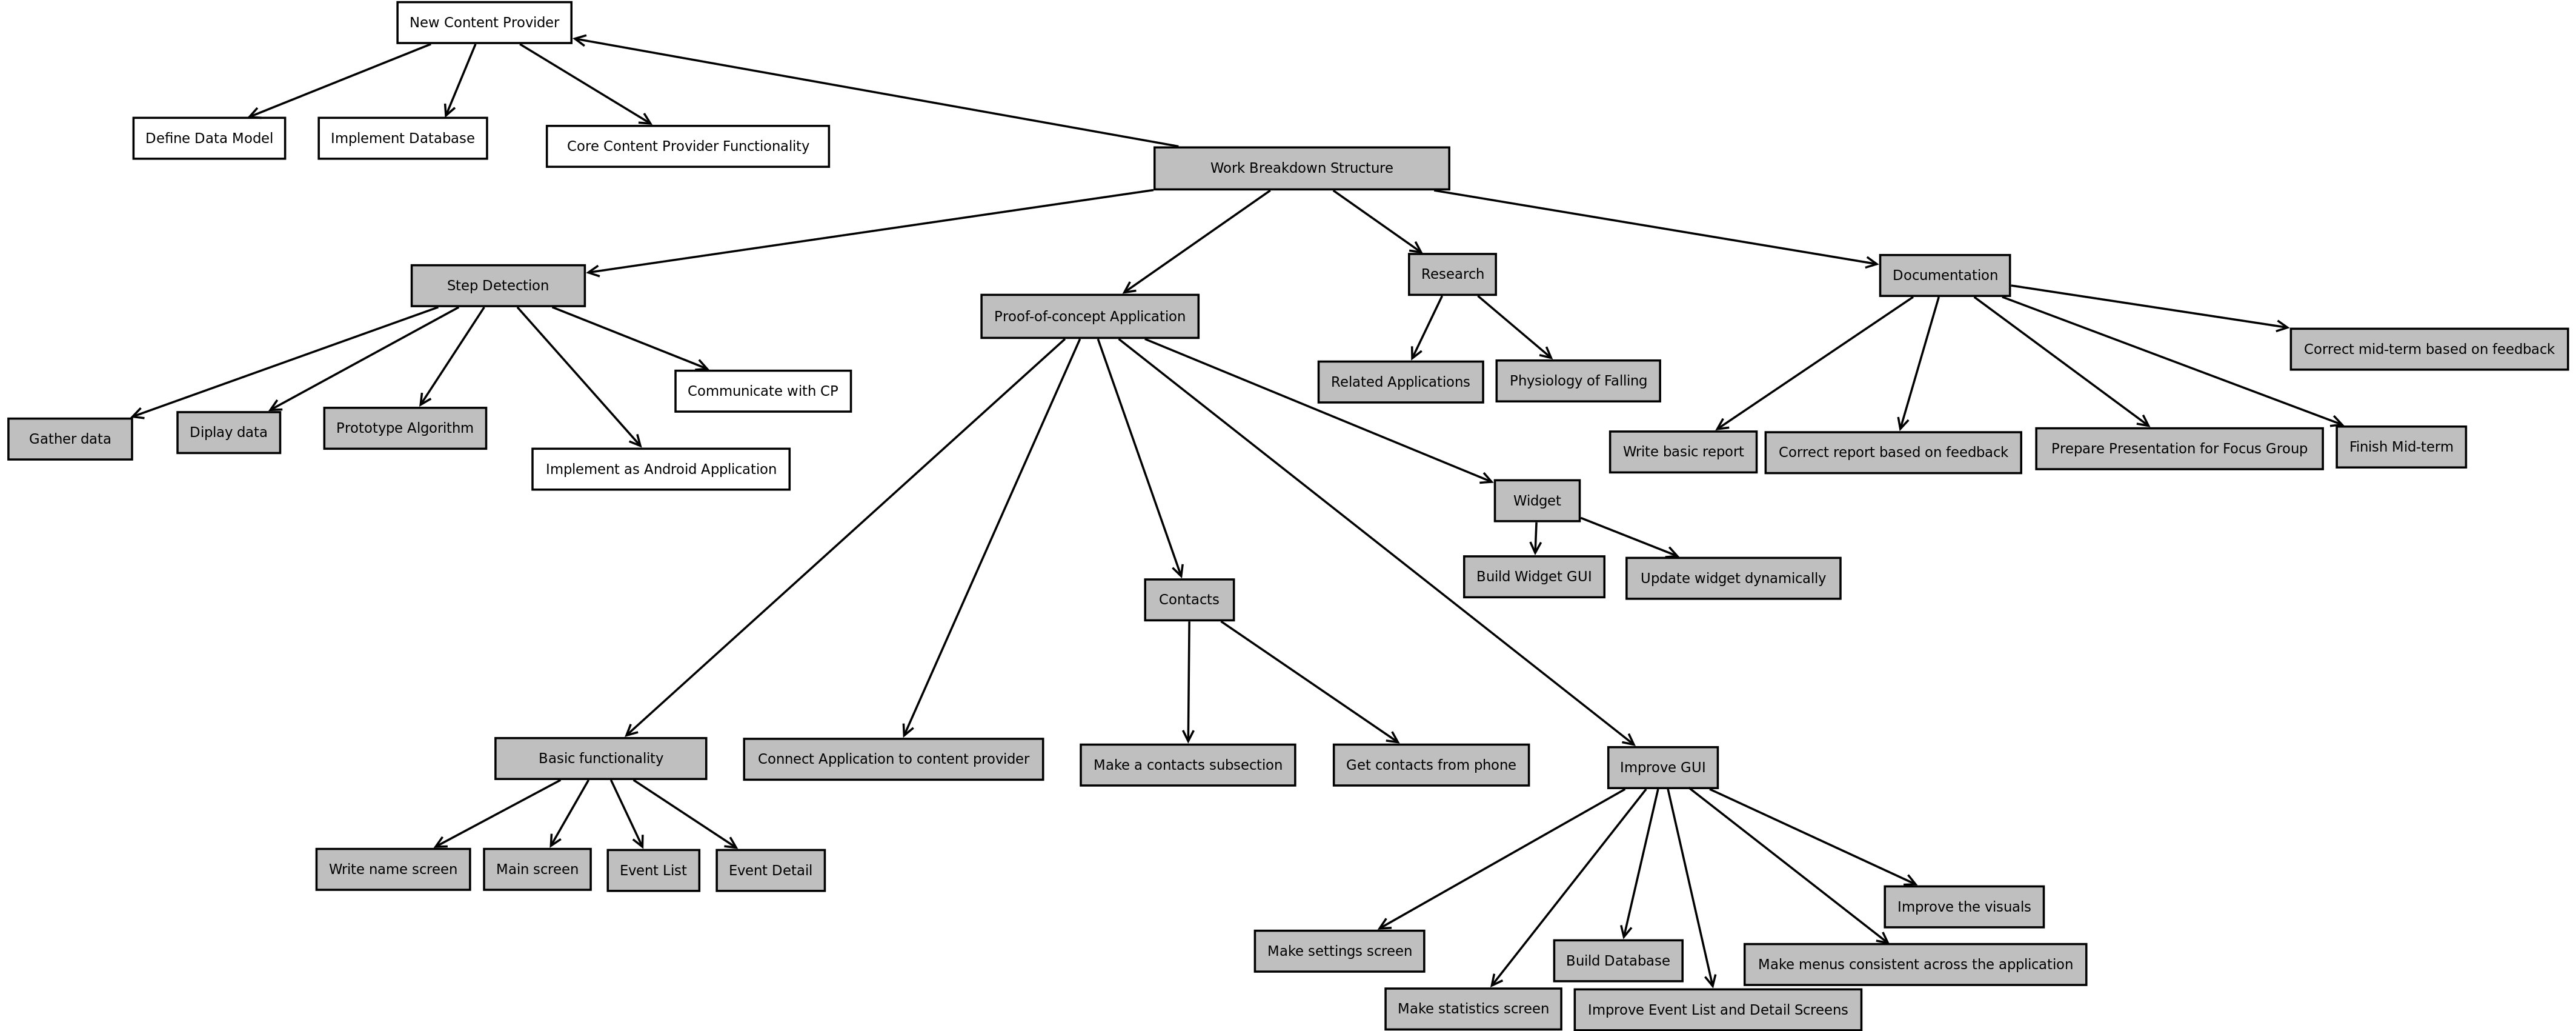 New Content Provider
Define Data Model
Implement Database
Core Content Provider Functionality
Work Breakdown Structure
Step Detection
Proof-of-concept Application
Research
Documentation
Gather data
Diplay data
Prototype Algorithm
Implement as Android Application
Communicate with CP
Related Applications
Physiology of Falling
Correct mid-term based on feedback
Write basic report
Correct report based on feedback
Prepare Presentation for Focus Group
Finish Mid-term
Widget
Build Widget GUI
Update widget dynamically
Contacts
Basic functionality
Connect Application to content provider
Make a contacts subsection
Get contacts from phone
Improve GUI
Write name screen
Main screen
Event List
Event Detail
Improve the visuals
Make settings screen
Build Database
Make menus consistent across the application
Make statistics screen
Improve Event List and Detail Screens